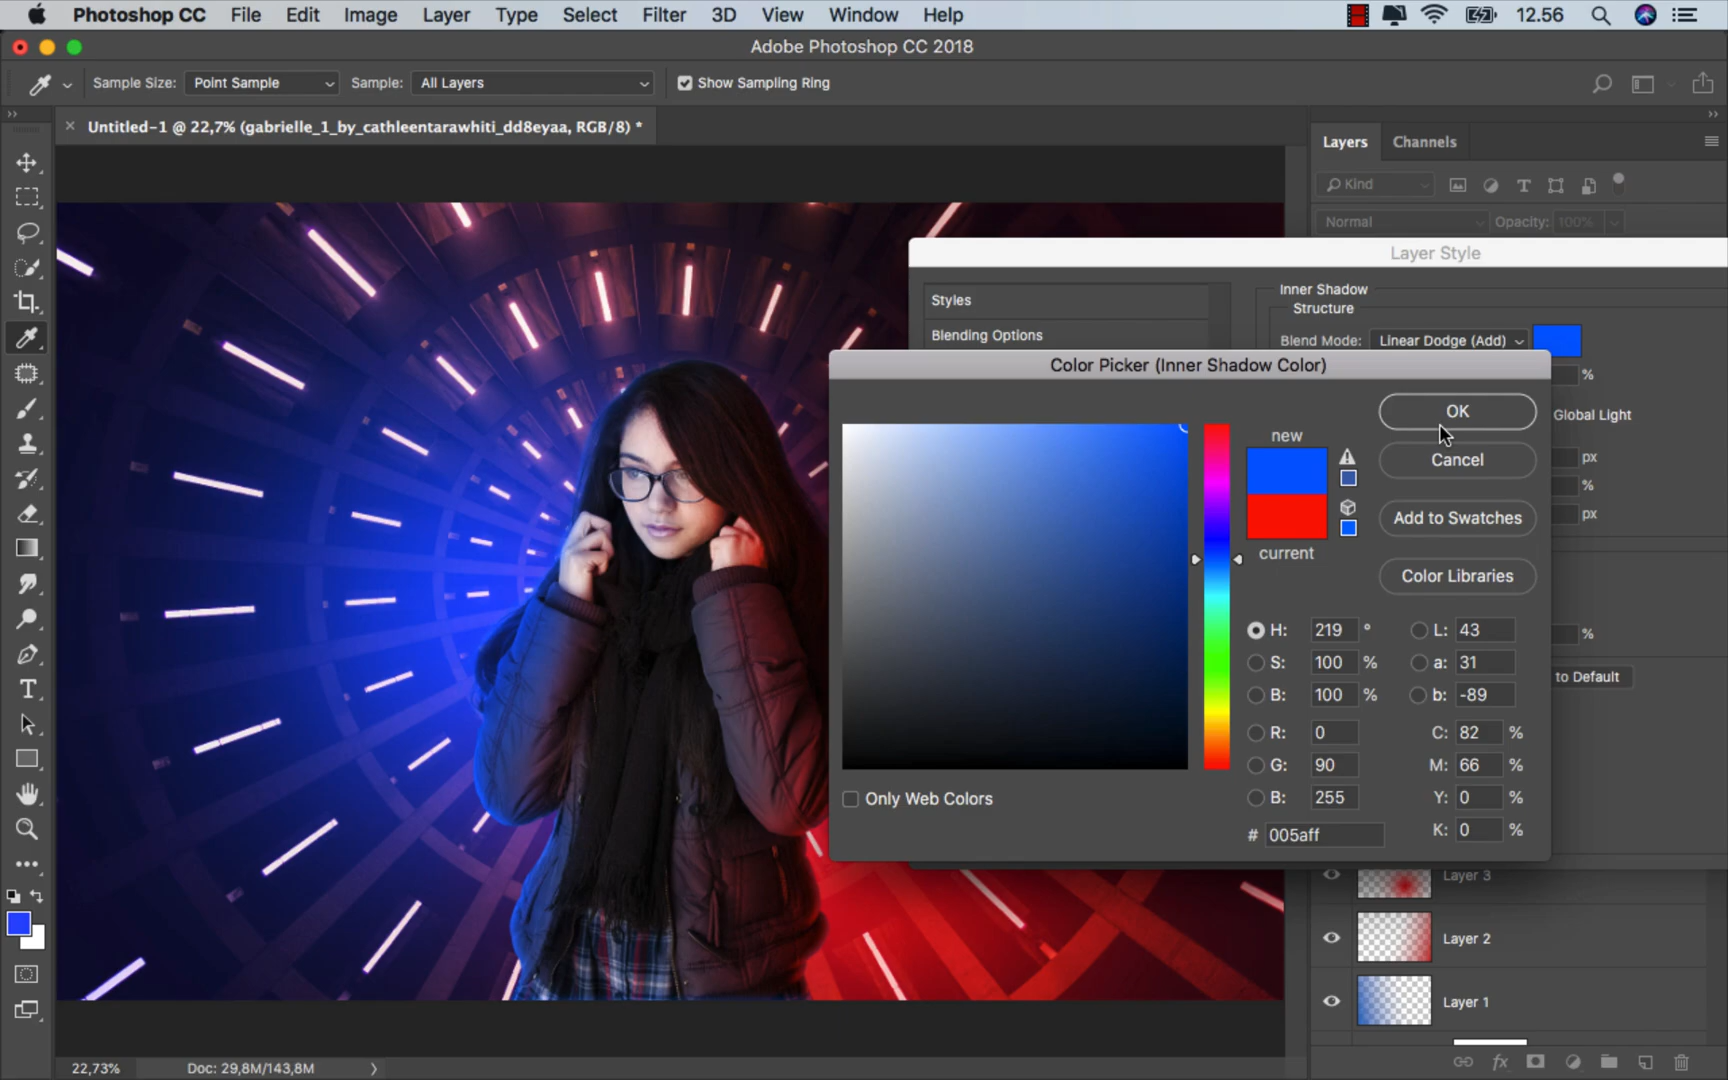 Photoshop CC File Edit Image Layer Type Select Filter 3D View Window Help 12.56
Adobe Photoshop CC 2018
Sample Size: Point Sample Sample: All Layers Show Sampling Ring
Untitled-1 @ 22,7% (gabrielle_1_by_cathleentarawhiti_dd8eyaa, RGB/8) *
Layers Channels
Kind
Normal Opacity: 100%
Layer Style
Styles
Blending Options
Inner Shadow
Structure
Blend Mode: Linear Dodge (Add)
%
Global Light
px
%
px
%
to Default
Color Picker (Inner Shadow Color)
new
current
OK
Cancel
Add to Swatches
Color Libraries
H: 219 ° L: 43
S: 100 % a: 31
B: 100 % b: -89
R: 0 C: 82 %
G: 90 M: 66 %
B: 255 Y: 0 %
# 005aff K: 0 %
Only Web Colors
Layer 3
Layer 2
Layer 1
22,73% Doc: 29,8M/143,8M